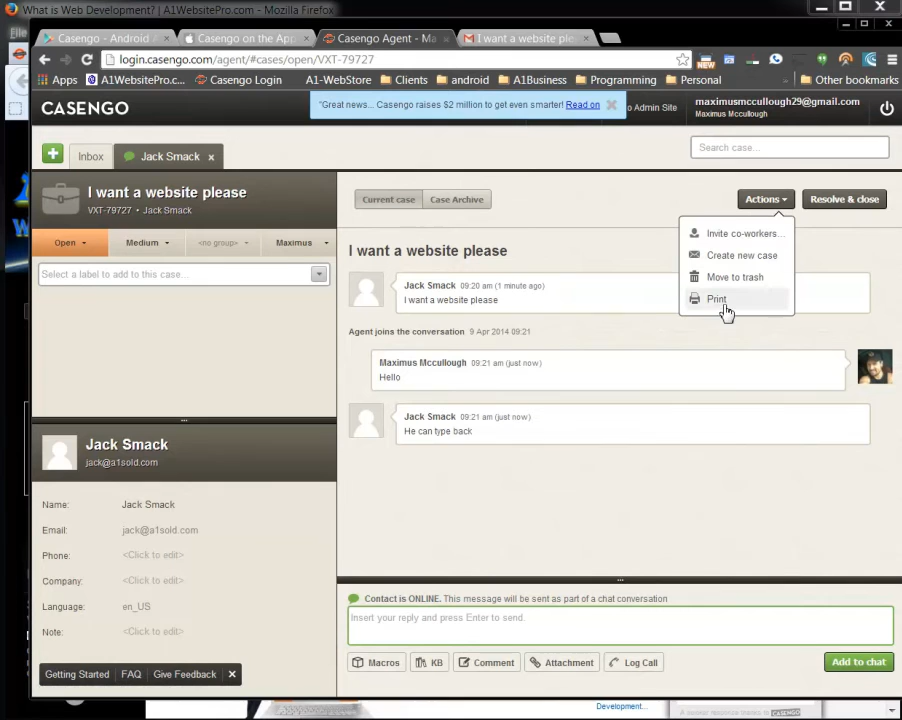 What is Web Development? | A1WebsitePro.com - Mozilla Firefox
File
Casengo - Android
Casengo on the App
Casengo Agent - Ma
I want a website ple
login.casengo.com/agent/#cases/open/VXT-79727
Apps A1WebsitePro.c... Casengo Login A1-WebStore Clients android A1Business Programming Personal » Other bookmarks
NEW
CASENGO
"Great news... Casengo raises $2 million to get even smarter! Read on
o Admin Site
maximusmccullough29@gmail.com
Maximus Mccullough
Inbox
Jack Smack x
Search case...
I want a website please
VXT-79727 • Jack Smack
Current case Case Archive
Actions
Resolve & close
Open Medium <no group> Maximus
Select a label to add to this case...
Invite co-workers...
Create new case
Move to trash
Print
I want a website please
Jack Smack 09:20 am (1 minute ago)
I want a website please
Agent joins the conversation 9 Apr 2014 09:21
Maximus Mccullough 09:21 am (just now)
Hello
Jack Smack 09:21 am (just now)
He can type back
Jack Smack
jack@a1sold.com
Name: Jack Smack
Email: jack@a1sold.com
Phone: <Click to edit>
Company: <Click to edit>
Language: en_US
Note: <Click to edit>
Contact is ONLINE. This message will be sent as part of a chat conversation
Insert your reply and press Enter to send.
Macros KB Comment Attachment Log Call
Add to chat
Getting Started FAQ Give Feedback x
Development...
CASENGO